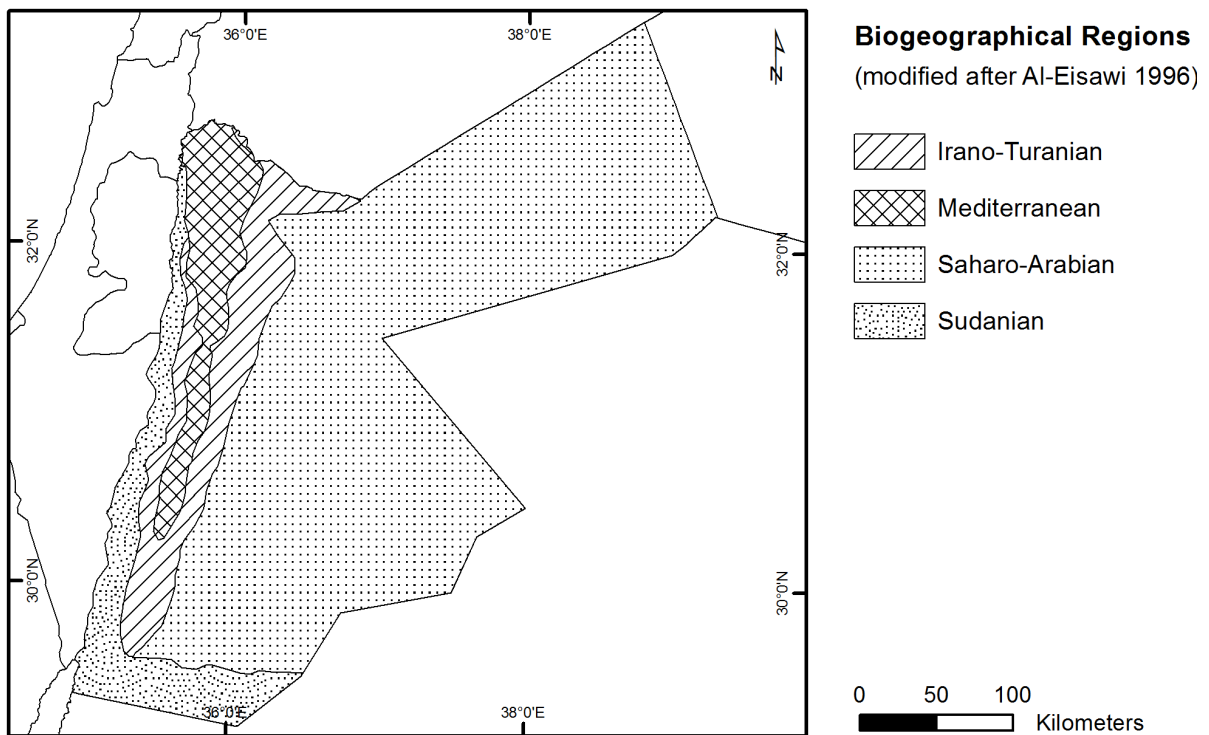 36°0'E
38°0'E
N
32°0'N
32°0'N
30°0'N
30°0'N
36°0'E
38°0'E
Biogeographical Regions
(modified after Al-Eisawi 1996)
Irano-Turanian
Mediterranean
Saharo-Arabian
Sudanian
0 50 100
Kilometers